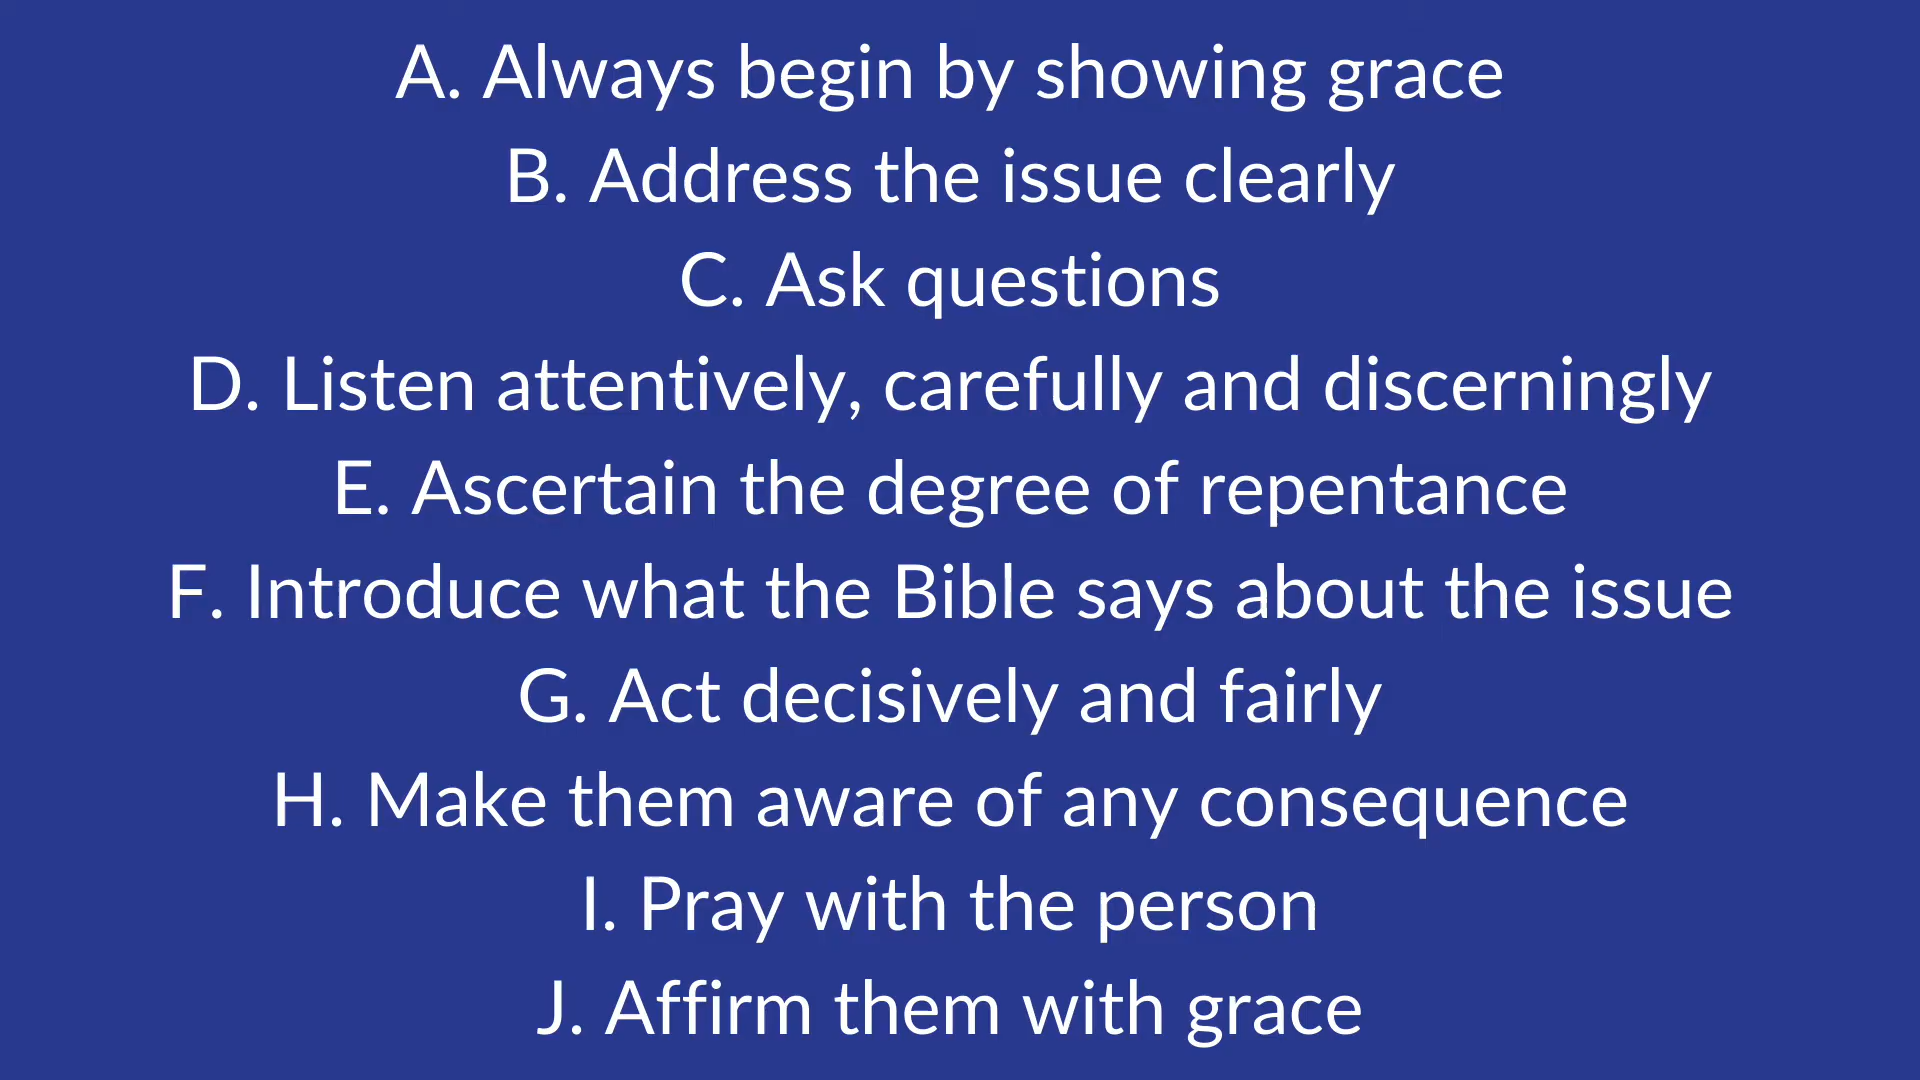 A. Always begin by showing grace
B. Address the issue clearly
C. Ask questions
D. Listen attentively, carefully and discerningly
E. Ascertain the degree of repentance
F. Introduce what the Bible says about the issue
G. Act decisively and fairly
H. Make them aware of any consequence
I. Pray with the person
J. Affirm them with grace